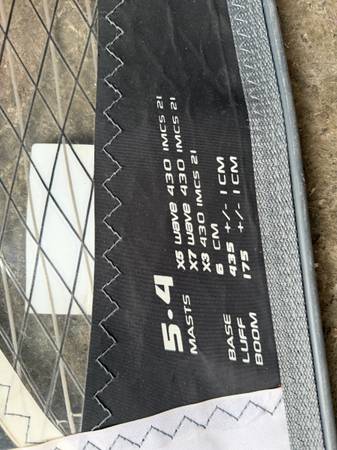 5.4
MASTS X5 WAVE 430 IMCS 21
X7 WAVE 430 IMCS 21
X3 430 IMCS 21
BASE 6 CM
LUFF 435 +/- 1 CM
BOOM 175 +/- 1 CM